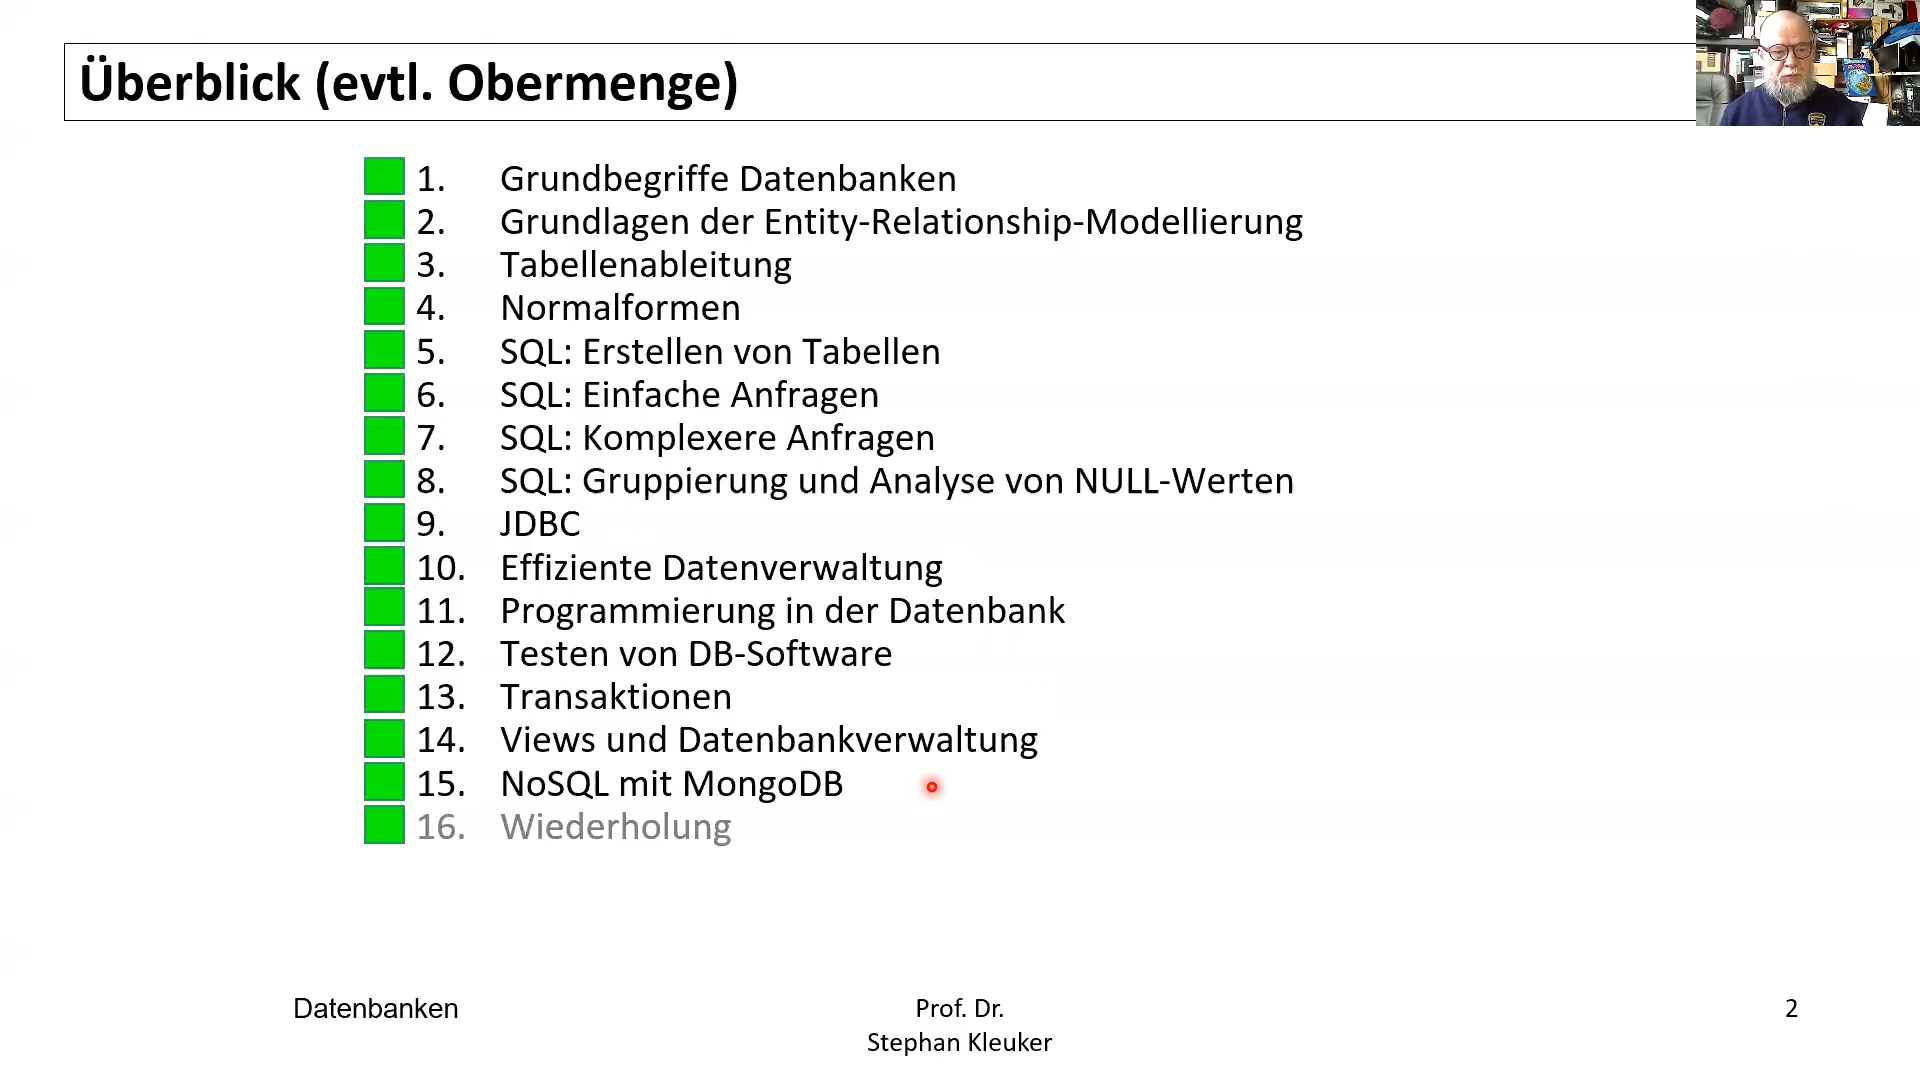 Überblick (evtl. Obermenge)
1. Grundbegriffe Datenbanken
2. Grundlagen der Entity-Relationship-Modellierung
3. Tabellenableitung
4. Normalformen
5. SQL: Erstellen von Tabellen
6. SQL: Einfache Anfragen
7. SQL: Komplexere Anfragen
8. SQL: Gruppierung und Analyse von NULL-Werten
9. JDBC
10. Effiziente Datenverwaltung
11. Programmierung in der Datenbank
12. Testen von DB-Software
13. Transaktionen
14. Views und Datenbankverwaltung
15. NoSQL mit MongoDB
16. Wiederholung
Datenbanken
Prof. Dr.
Stephan Kleuker
2